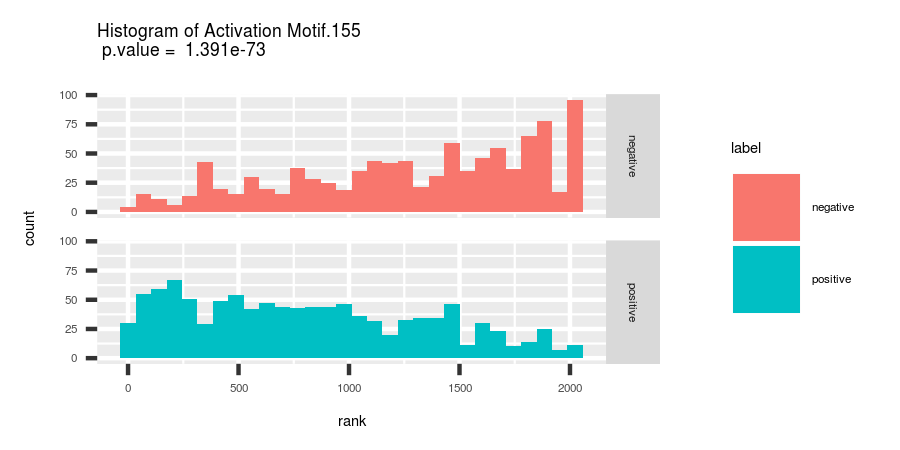 Histogram of Activation Motif.155
p.value = 1.391e-73
count
100
75
50
25
0
negative
100
75
50
25
0
positive
0 500 1000 1500 2000
rank
label
negative
positive